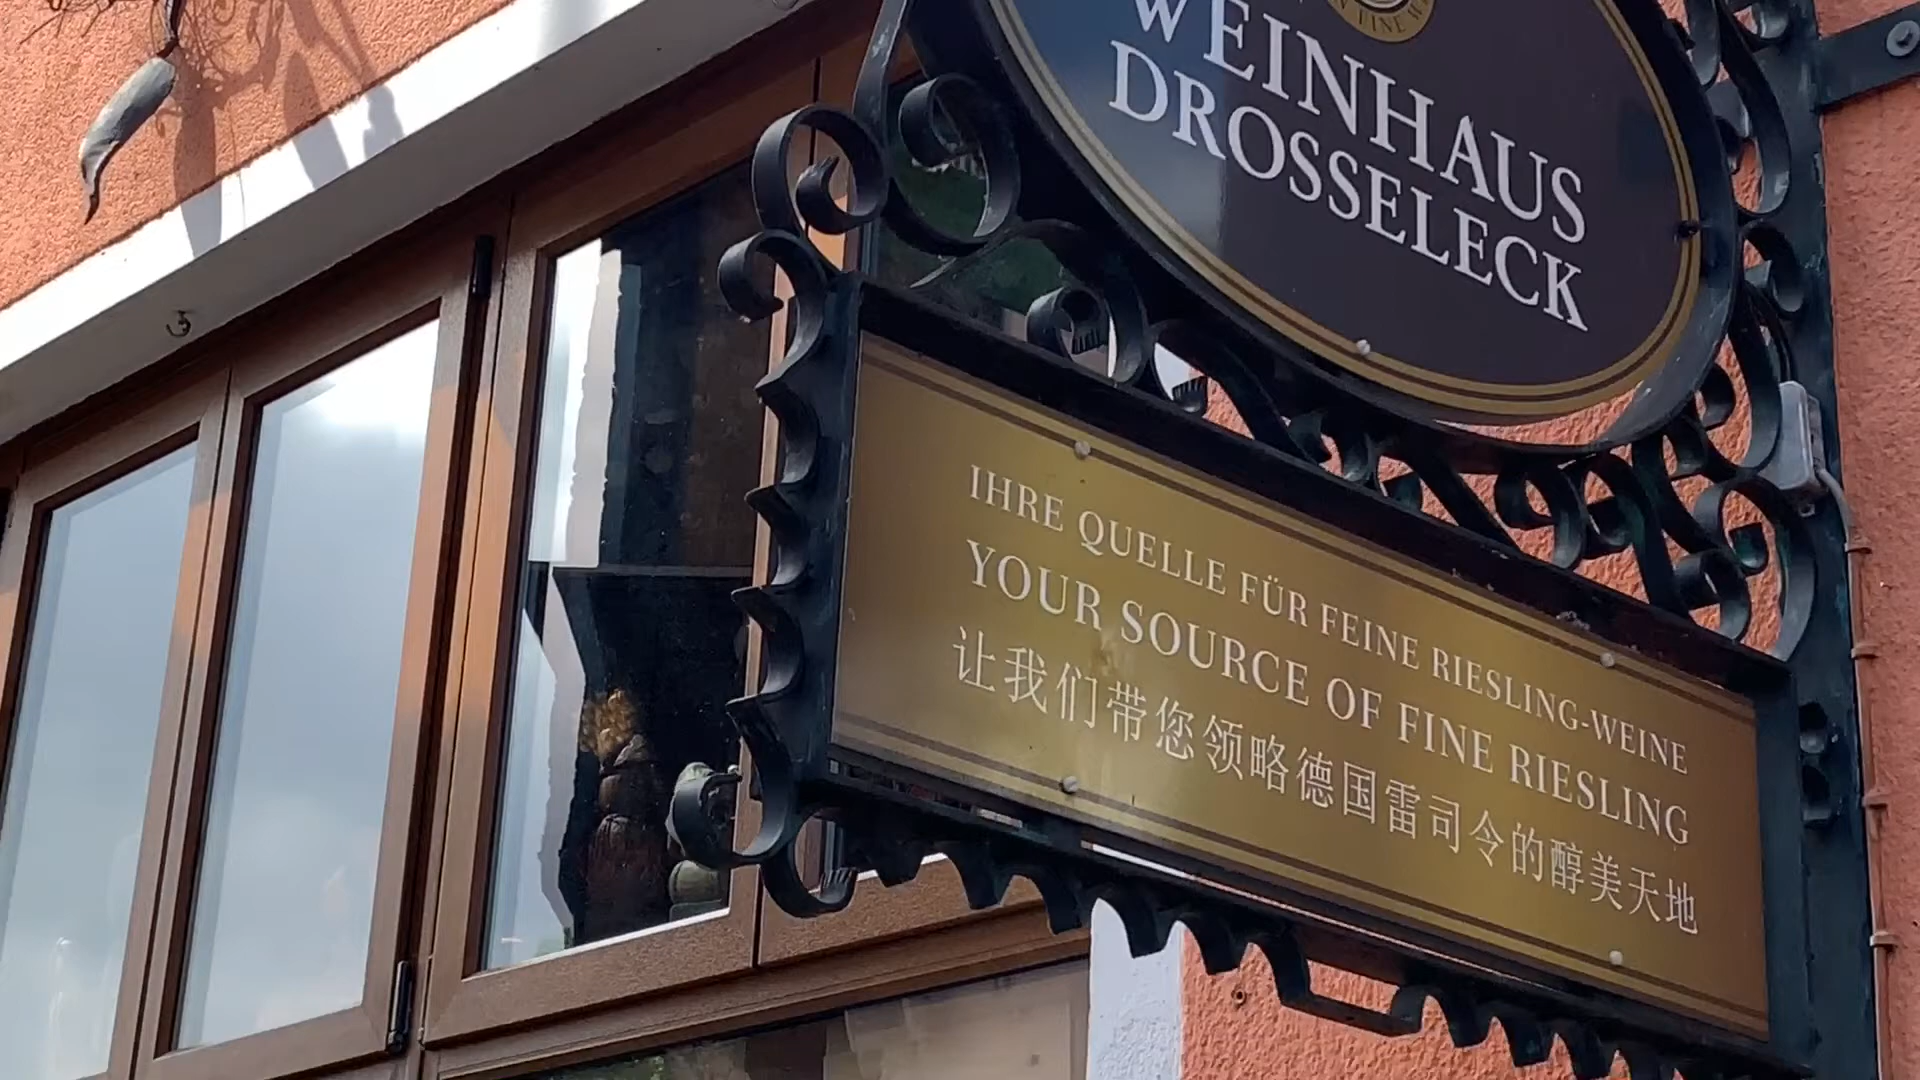 WEINHAUS
DROSSELECK
IHRE QUELLE FÜR FEINE RIESLING-WEINE
YOUR SOURCE OF FINE RIESLING
让我们带您领略德国雷司令的醇美天地